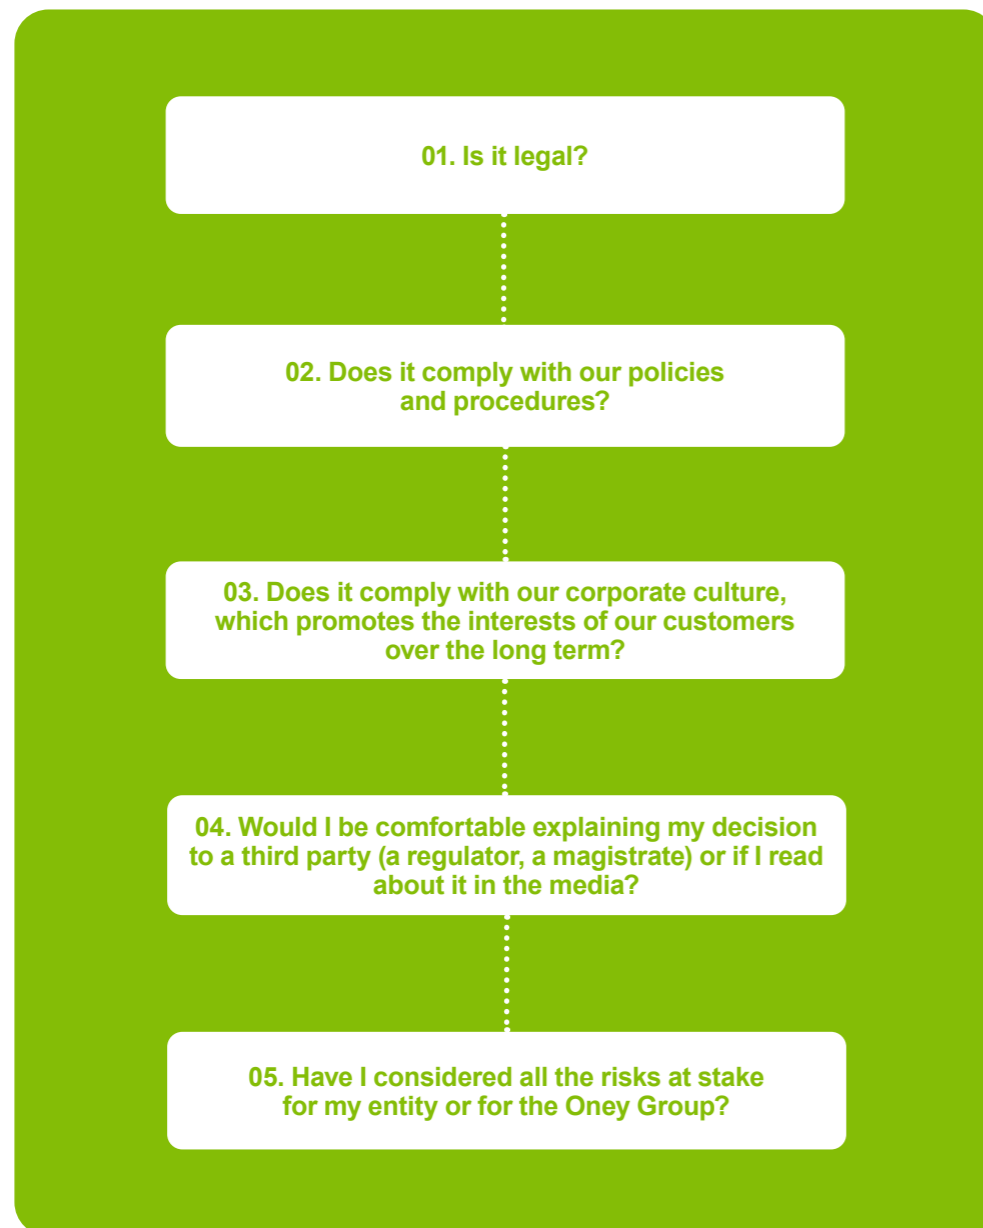 01. Is it legal?
02. Does it comply with our policies
and procedures?
03. Does it comply with our corporate culture,
which promotes the interests of our customers
over the long term?
04. Would I be comfortable explaining my decision
to a third party (a regulator, a magistrate) or if I read
about it in the media?
05. Have I considered all the risks at stake
for my entity or for the Oney Group?